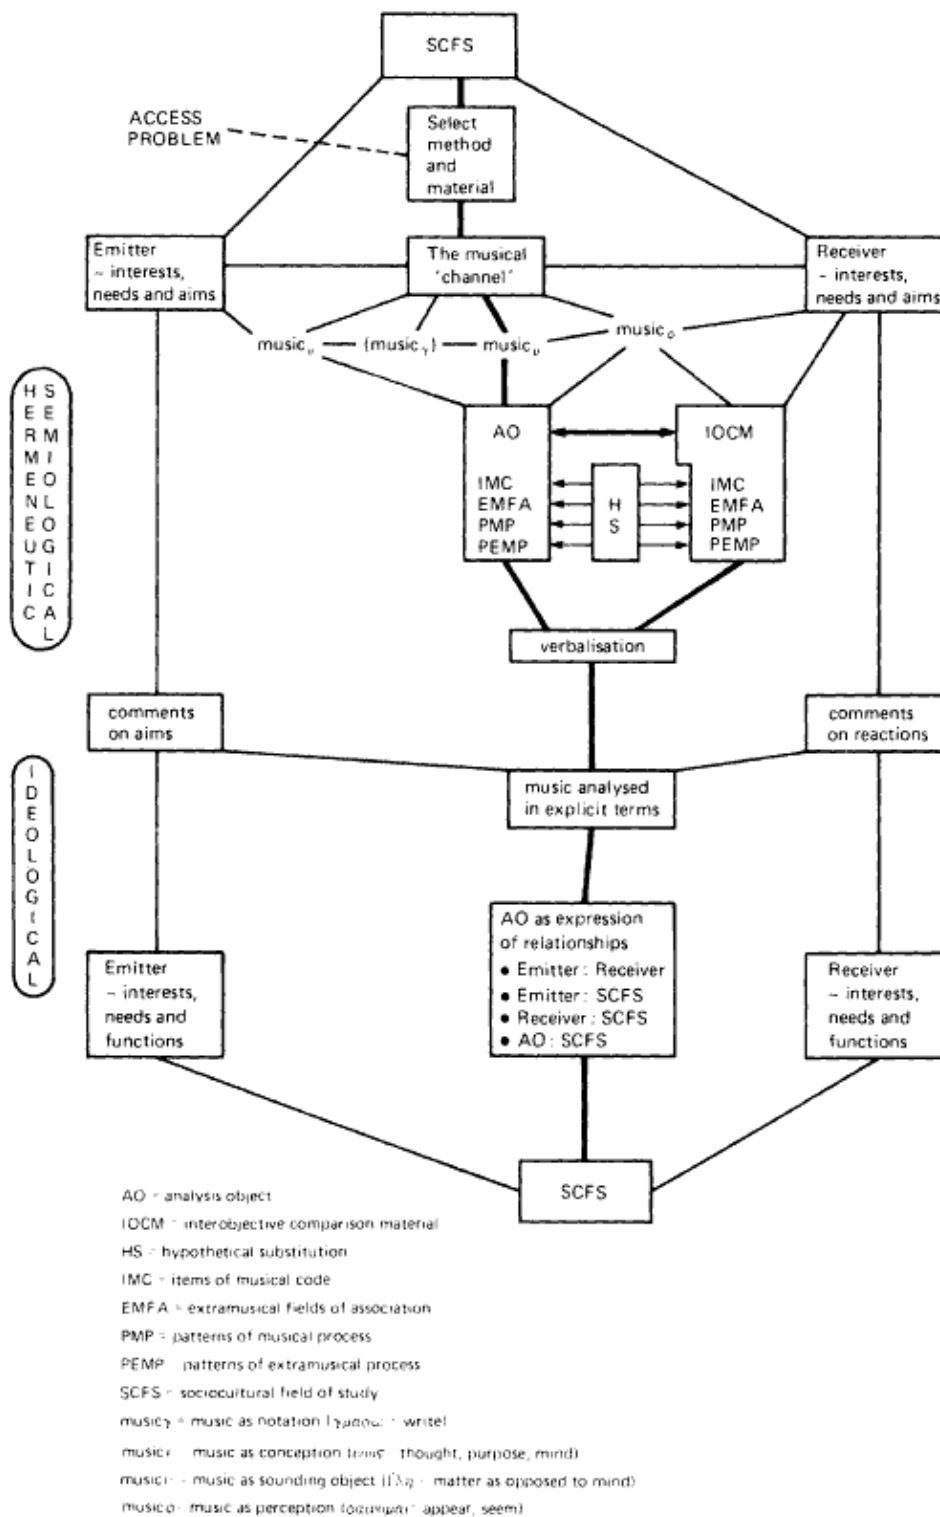 SCFS
ACCESS
PROBLEM
Select
method
and
material
Emitter
– interests,
needs and aims
The musical
'channel'
Receiver
– interests,
needs and aims
musicᵥ
(musicᵧ)
musicᵤ
musicᵩ
HERMENEUTIC
SEMIOLOGICAL
AO
IOCM
IMC
EMFA
PMP
PEMP
HS
IMC
EMFA
PMP
PEMP
verbalisation
comments
on aims
comments
on reactions
IDEOLOGICAL
music analysed
in explicit terms
AO as expression
of relationships
● Emitter : Receiver
● Emitter : SCFS
● Receiver : SCFS
● AO : SCFS
Emitter
– interests,
needs and
functions
Receiver
– interests,
needs and
functions
SCFS
AO = analysis object
IOCM = interobjective comparison material
HS = hypothetical substitution
IMC = items of musical code
EMFA = extramusical fields of association
PMP = patterns of musical process
PEMP patterns of extramusical process
SCFS = sociocultural field of study
musicγ = music as notation ( write)
music music as conception ( thought, purpose, mind)
music - music as sounding object ( matter as opposed to mind)
musicφ music as perception ( appear, seem)